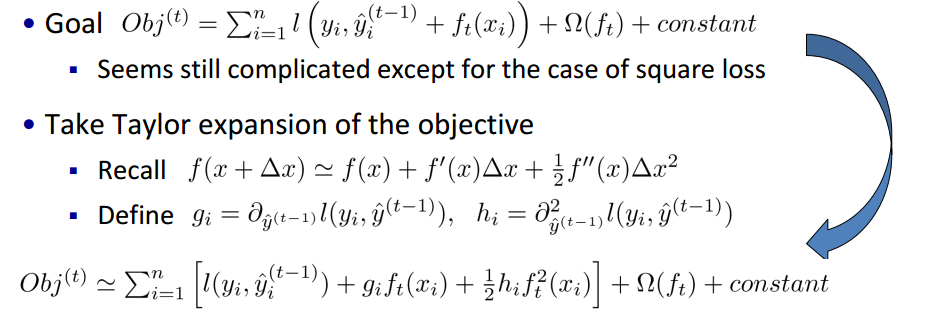 • Goal $Obj^{(t)} = \sum_{i=1}^{n} l\left(y_i, \hat{y}_i^{(t-1)} + f_t(x_i)\right) + \Omega(f_t) + constant$
▪ Seems still complicated except for the case of square loss
• Take Taylor expansion of the objective
▪ Recall $f(x + \Delta x) \simeq f(x) + f'(x)\Delta x + \frac{1}{2} f''(x)\Delta x^2$
▪ Define $g_i = \partial_{\hat{y}^{(t-1)}} l(y_i, \hat{y}^{(t-1)}), \; h_i = \partial^2_{\hat{y}^{(t-1)}} l(y_i, \hat{y}^{(t-1)})$
$Obj^{(t)} \simeq \sum_{i=1}^{n} \left[ l(y_i, \hat{y}_i^{(t-1)}) + g_i f_t(x_i) + \frac{1}{2} h_i f_t^2(x_i) \right] + \Omega(f_t) + constant$